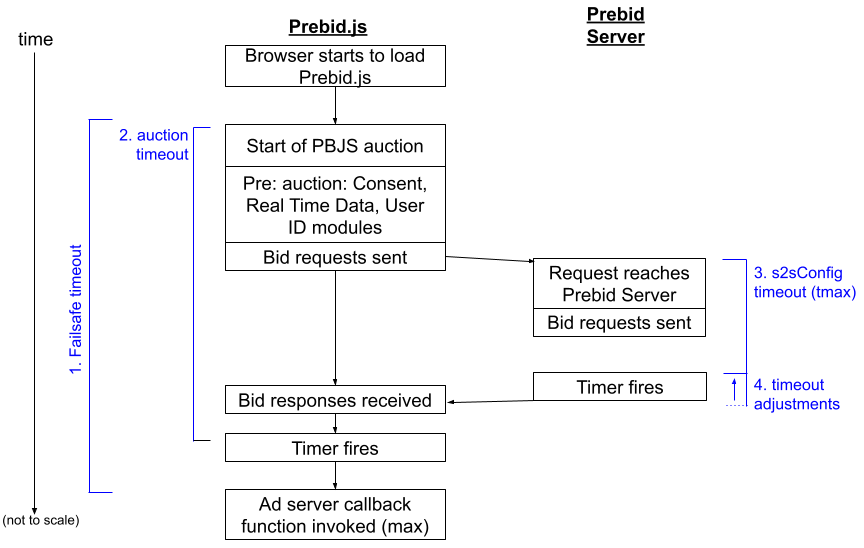 Prebid.js
Prebid
Server
time
Browser starts to load
Prebid.js
2. auction
timeout
Start of PBJS auction
Pre: auction: Consent,
Real Time Data, User
ID modules
Bid requests sent
1. Failsafe timeout
Request reaches
Prebid Server
Bid requests sent
3. s2sConfig
timeout (tmax)
Timer fires
4. timeout
adjustments
Bid responses received
Timer fires
Ad server callback
function invoked (max)
(not to scale)